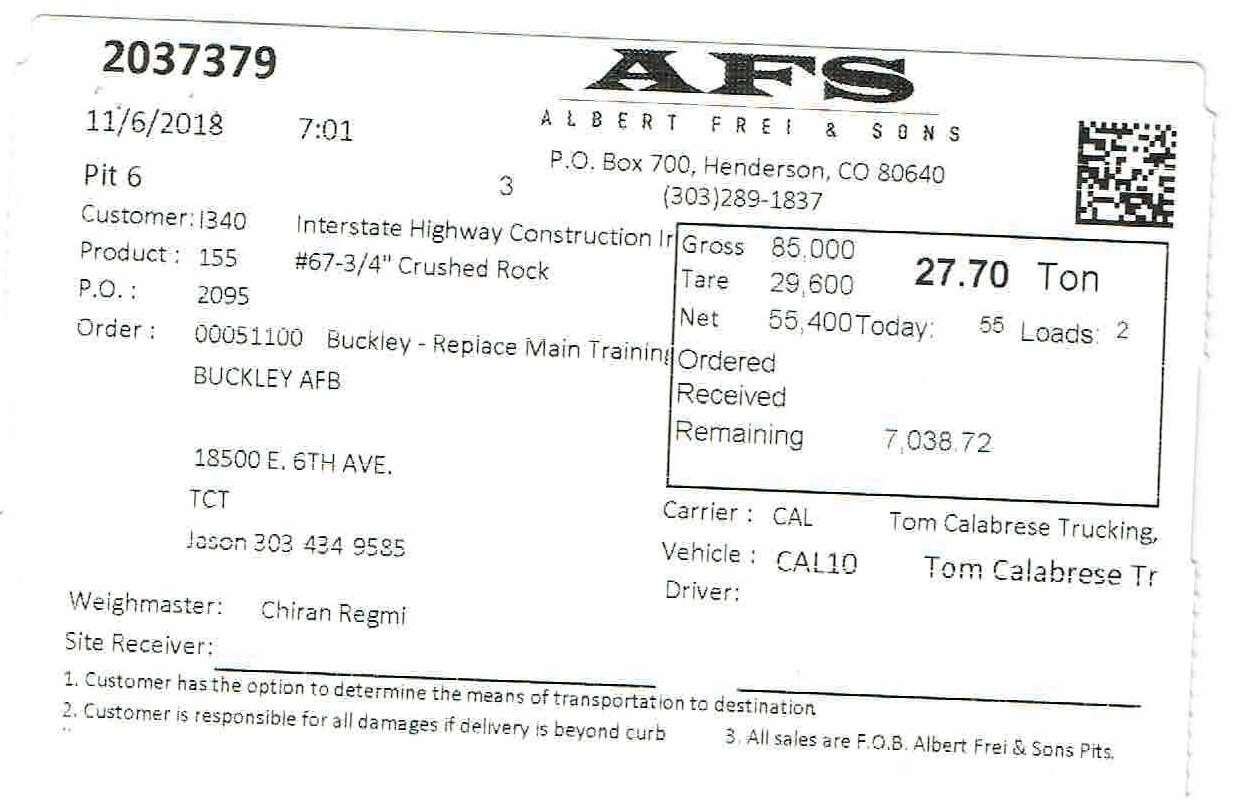 2037379
AFS
ALBERT FREI & SONS
11/6/2018 7:01
P.O. Box 700, Henderson, CO 80640
Pit 6 3 (303)289-1837
Customer: I340 Interstate Highway Construction Ir
Product : 155 #67-3/4" Crushed Rock
P.O. : 2095
Order : 00051100 Buckley - Replace Main Training
BUCKLEY AFB
18500 E. 6TH AVE.
TCT
Jason 303 434 9585
Gross 85,000
Tare 29,600 27.70 Ton
Net 55,400 Today: 55 Loads: 2
Ordered
Received
Remaining 7,038.72
Carrier : CAL Tom Calabrese Trucking,
Vehicle : CAL10 Tom Calabrese Tr
Driver:
Weighmaster: Chiran Regmi
Site Receiver:
1. Customer has the option to determine the means of transportation to destination
2. Customer is responsible for all damages if delivery is beyond curb 3. All sales are F.O.B. Albert Frei & Sons Pits.